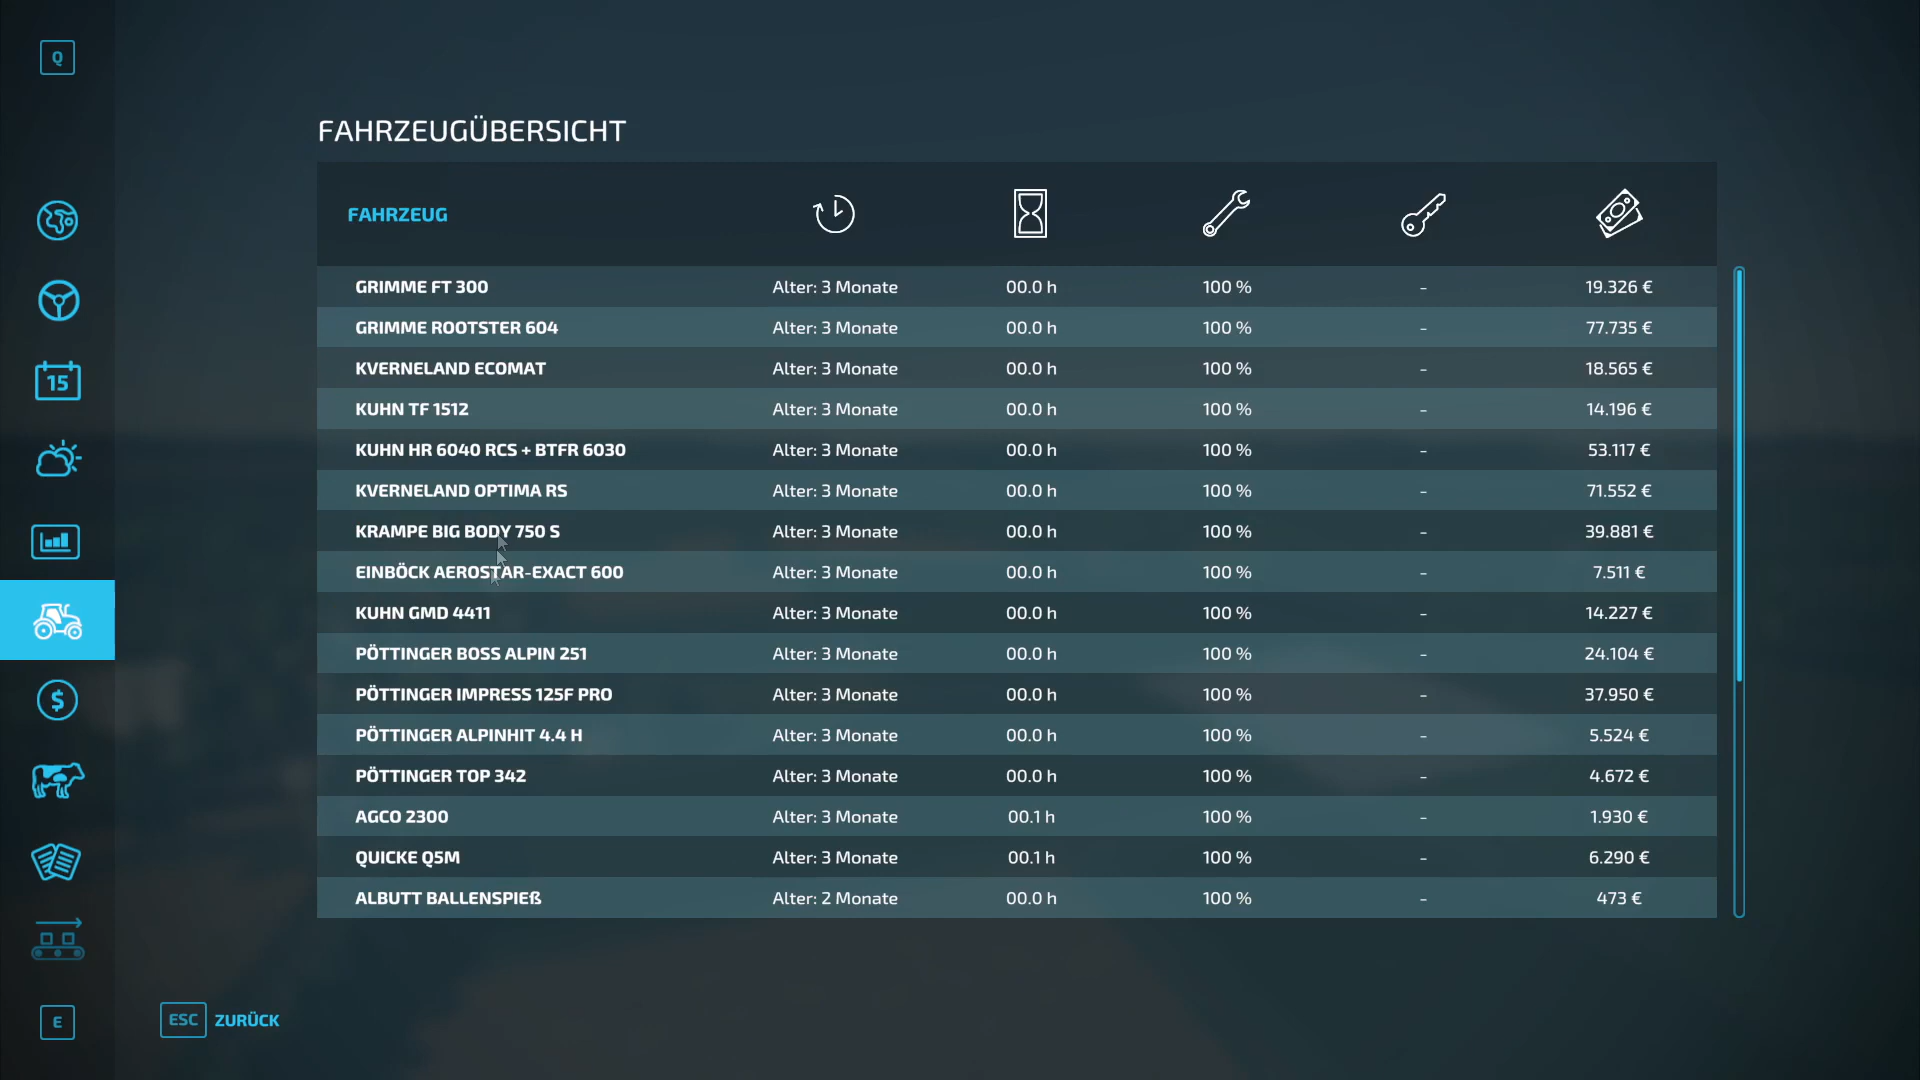 Q
FAHRZEUGÜBERSICHT
FAHRZEUG
15
GRIMME FT 300 Alter: 3 Monate 00.0 h 100 % - 19.326 €
GRIMME ROOTSTER 604 Alter: 3 Monate 00.0 h 100 % - 77.735 €
KVERNELAND ECOMAT Alter: 3 Monate 00.0 h 100 % - 18.565 €
KUHN TF 1512 Alter: 3 Monate 00.0 h 100 % - 14.196 €
KUHN HR 6040 RCS + BTFR 6030 Alter: 3 Monate 00.0 h 100 % - 53.117 €
KVERNELAND OPTIMA RS Alter: 3 Monate 00.0 h 100 % - 71.552 €
KRAMPE BIG BODY 750 S Alter: 3 Monate 00.0 h 100 % - 39.881 €
EINBÖCK AEROSTAR-EXACT 600 Alter: 3 Monate 00.0 h 100 % - 7.511 €
KUHN GMD 4411 Alter: 3 Monate 00.0 h 100 % - 14.227 €
PÖTTINGER BOSS ALPIN 251 Alter: 3 Monate 00.0 h 100 % - 24.104 €
PÖTTINGER IMPRESS 125F PRO Alter: 3 Monate 00.0 h 100 % - 37.950 €
PÖTTINGER ALPINHIT 4.4 H Alter: 3 Monate 00.0 h 100 % - 5.524 €
PÖTTINGER TOP 342 Alter: 3 Monate 00.0 h 100 % - 4.672 €
AGCO 2300 Alter: 3 Monate 00.1 h 100 % - 1.930 €
QUICKE Q5M Alter: 3 Monate 00.1 h 100 % - 6.290 €
ALBUTT BALLENSPIEß Alter: 2 Monate 00.0 h 100 % - 473 €
$
E
ESC ZURÜCK